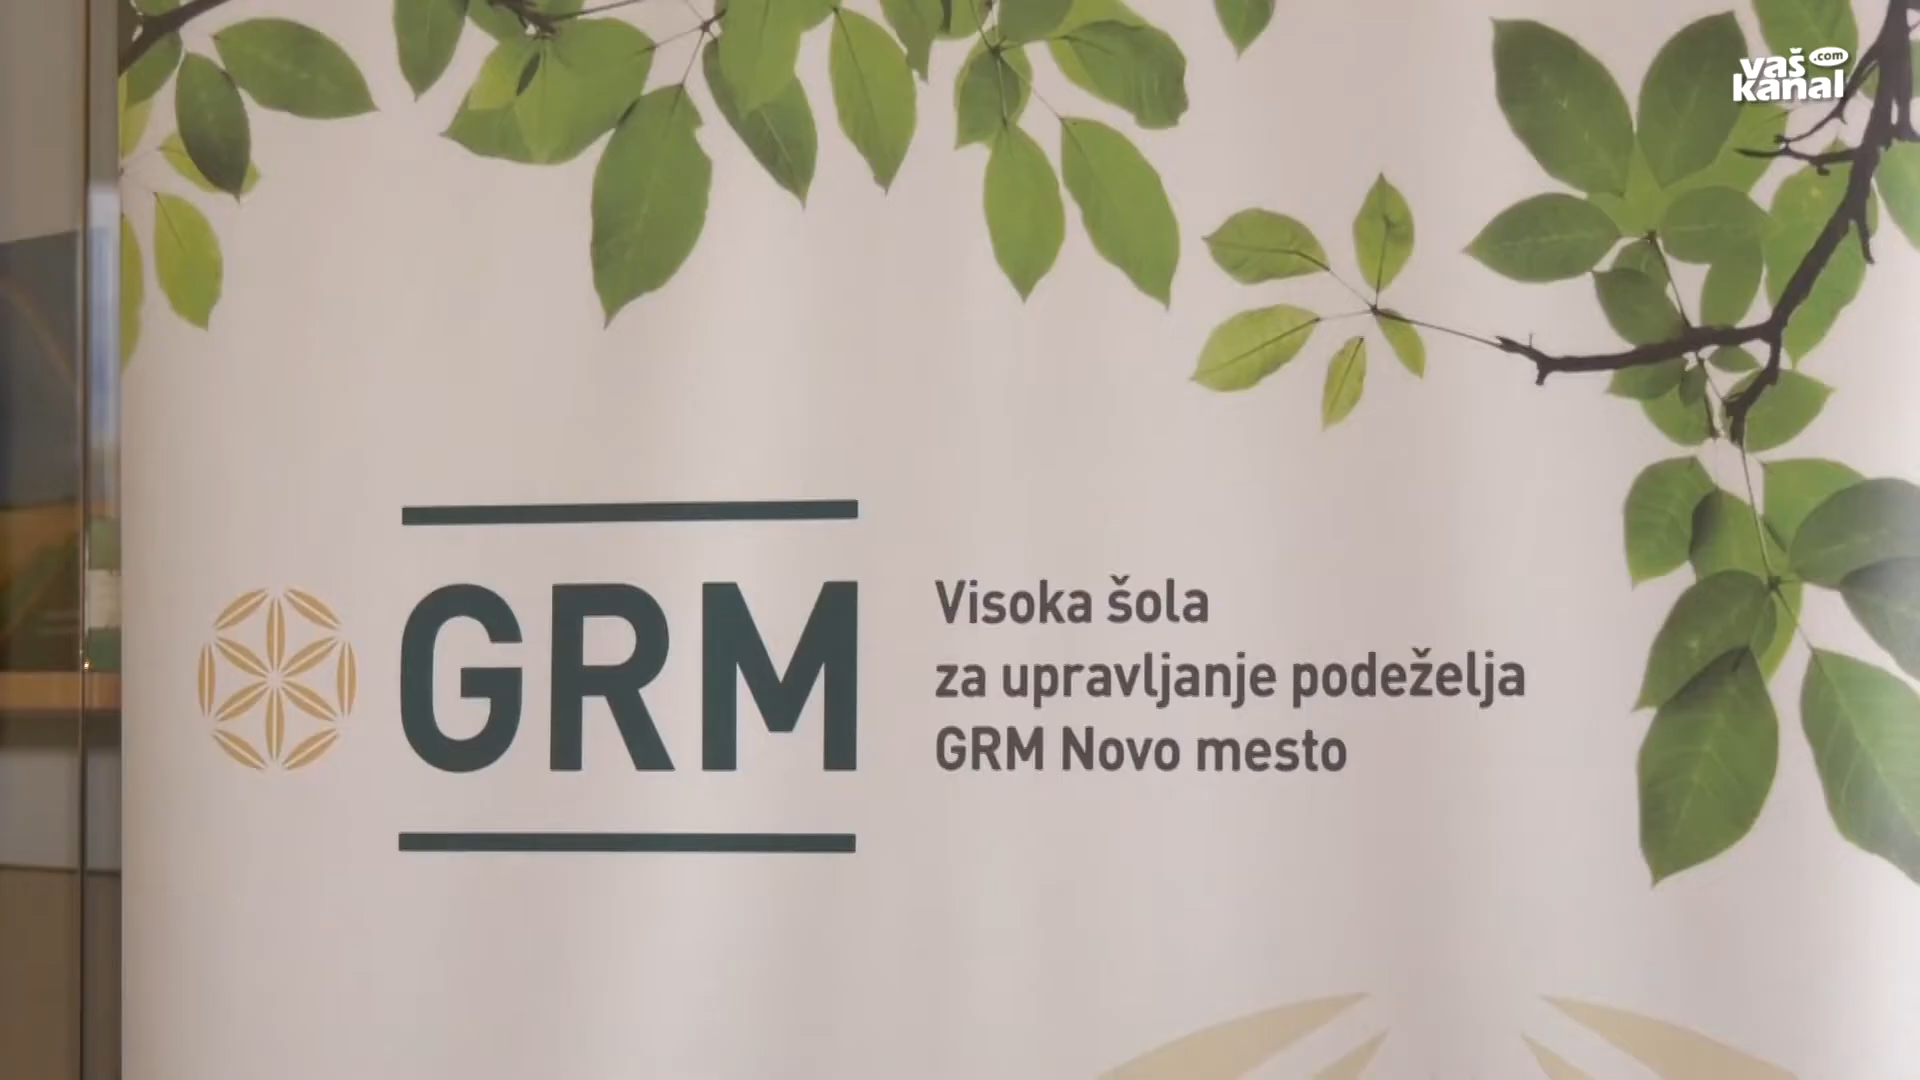 vaš .com
kanal
GRM
Visoka šola
za upravljanje podeželja
GRM Novo mesto